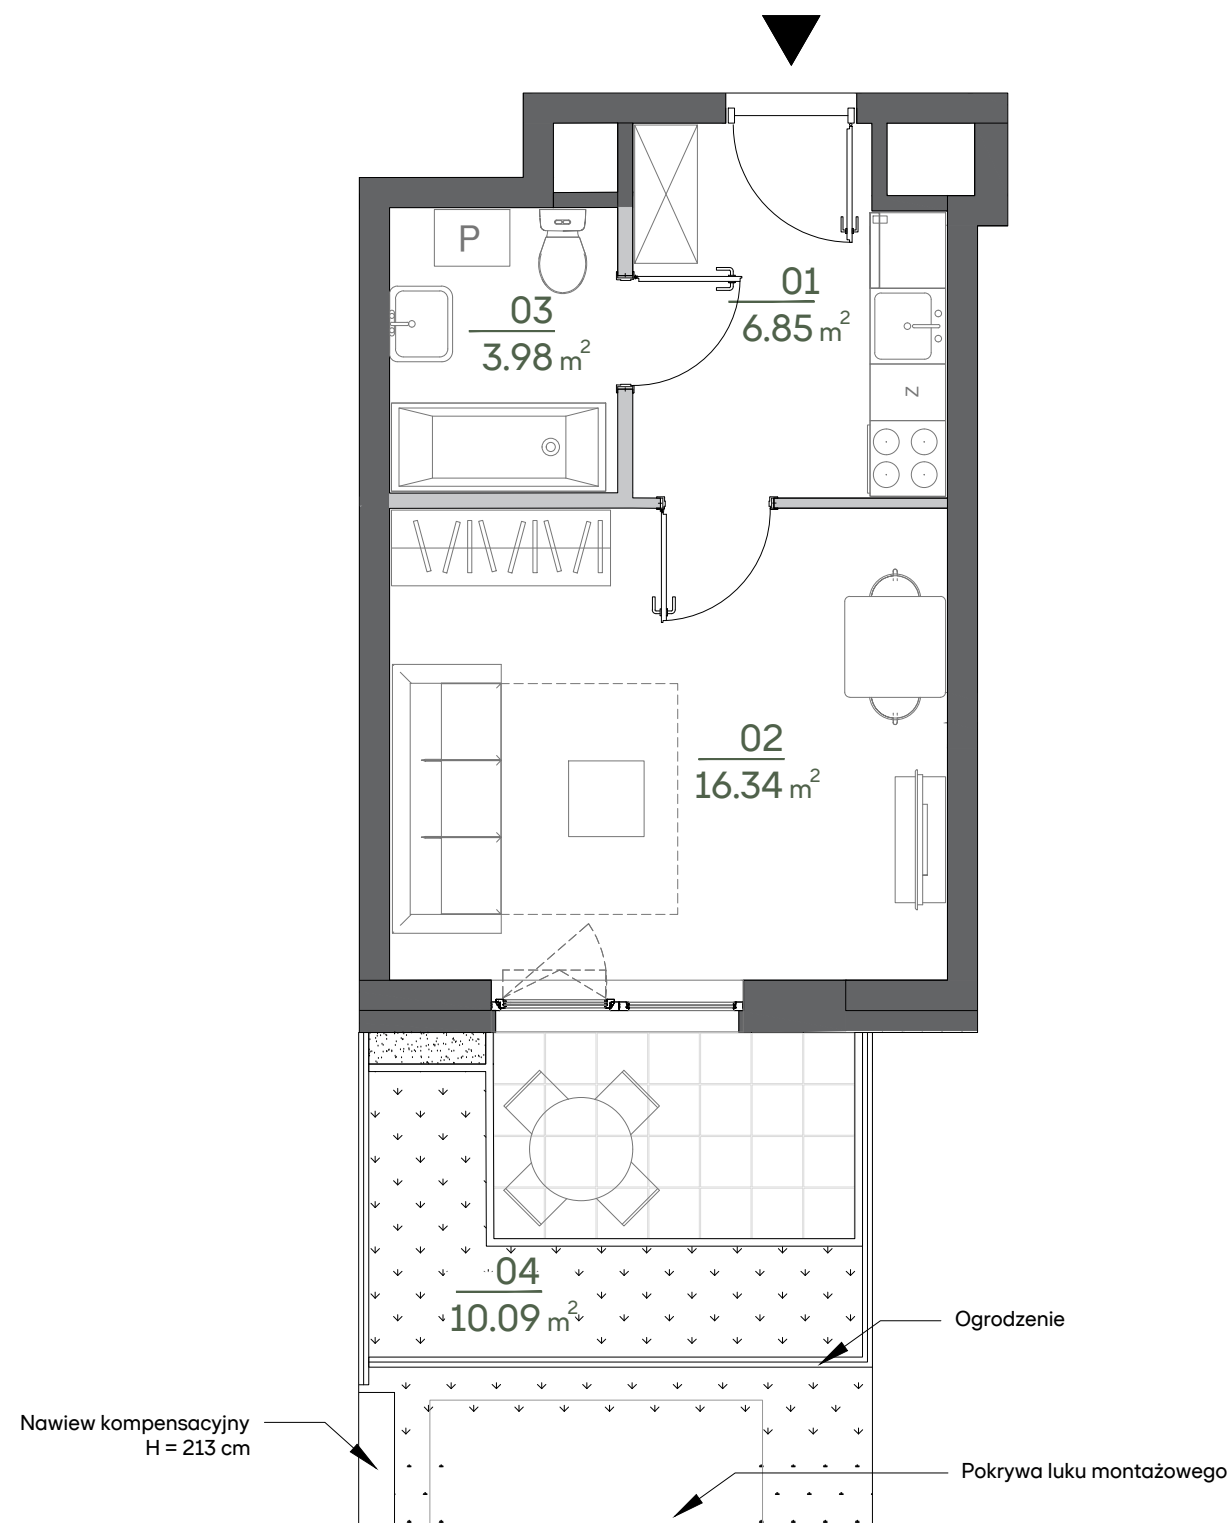 01
6.85 m²
P
03
3.98 m²
Z
02
16.34 m²
04
10.09 m²
Ogrodzenie
Nawiew kompensacyjny
H = 213 cm
Pokrywa luku montażowego